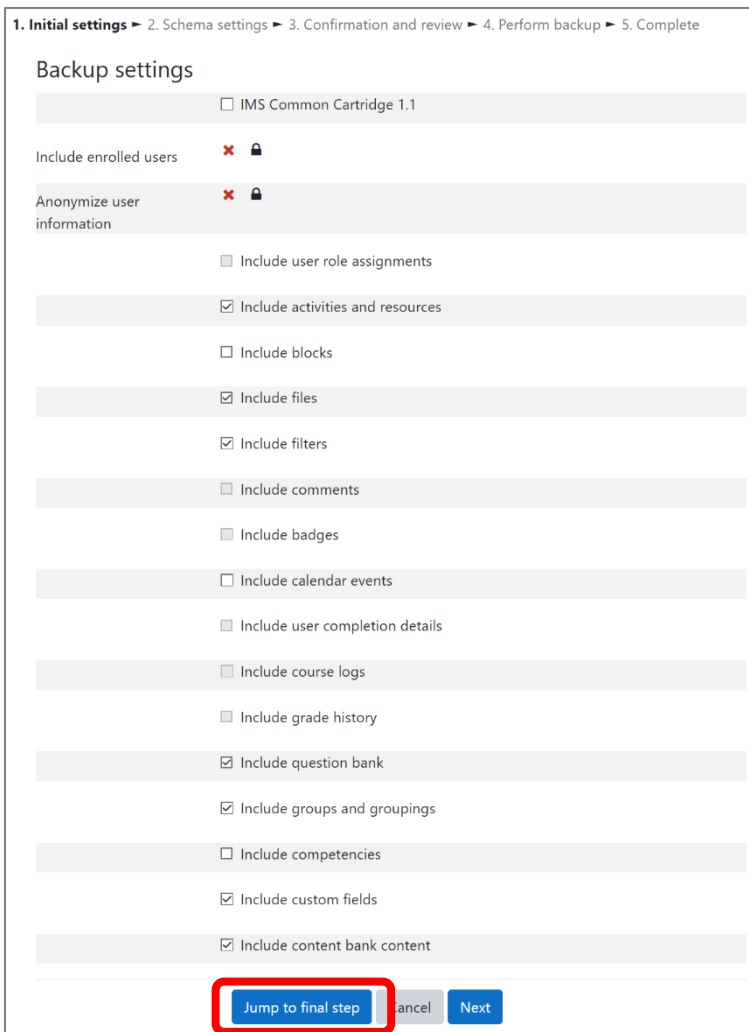 1. Initial settings ► 2. Schema settings ► 3. Confirmation and review ► 4. Perform backup ► 5. Complete
Backup settings
IMS Common Cartridge 1.1
Include enrolled users
Anonymize user
information
Include user role assignments
Include activities and resources
Include blocks
Include files
Include filters
Include comments
Include badges
Include calendar events
Include user completion details
Include course logs
Include grade history
Include question bank
Include groups and groupings
Include competencies
Include custom fields
Include content bank content
Jump to final step Cancel Next